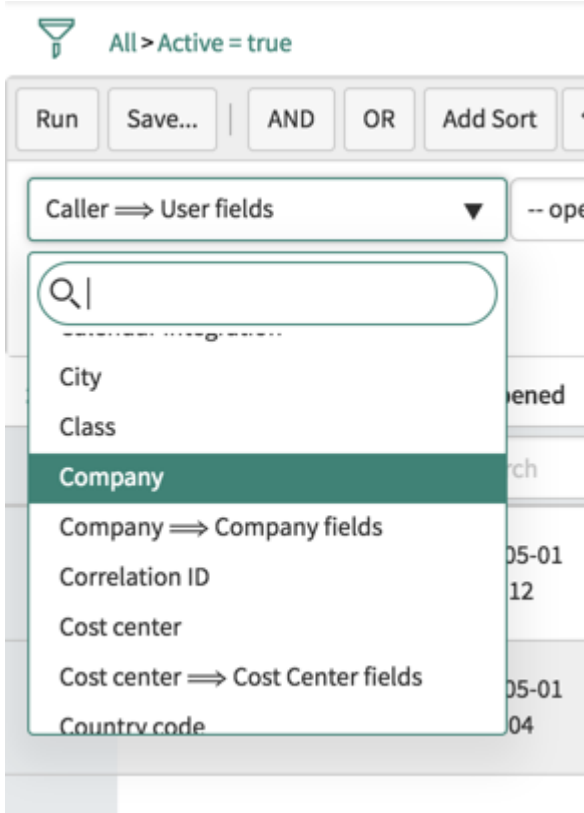 All > Active = true
Run Save... | AND OR Add Sort
Caller ⟹ User fields ▼ -- ope
City
Class
Company
Company ⟹ Company fields
Correlation ID
Cost center
Cost center ⟹ Cost Center fields
Country code
ened
rch
05-01
12
05-01
04